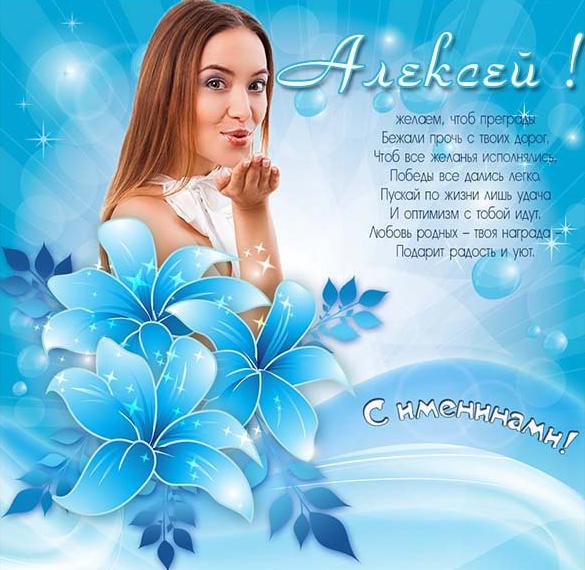 Алексей !
желаем, чтоб преграды
Бежали прочь с твоих дорог,
Чтоб все желанья исполнялись,
Победы все дались легко.
Пускай по жизни лишь удача
И оптимизм с тобой идут.
Любовь родных – твоя награда –
Подарит радость и уют.
С именинами!